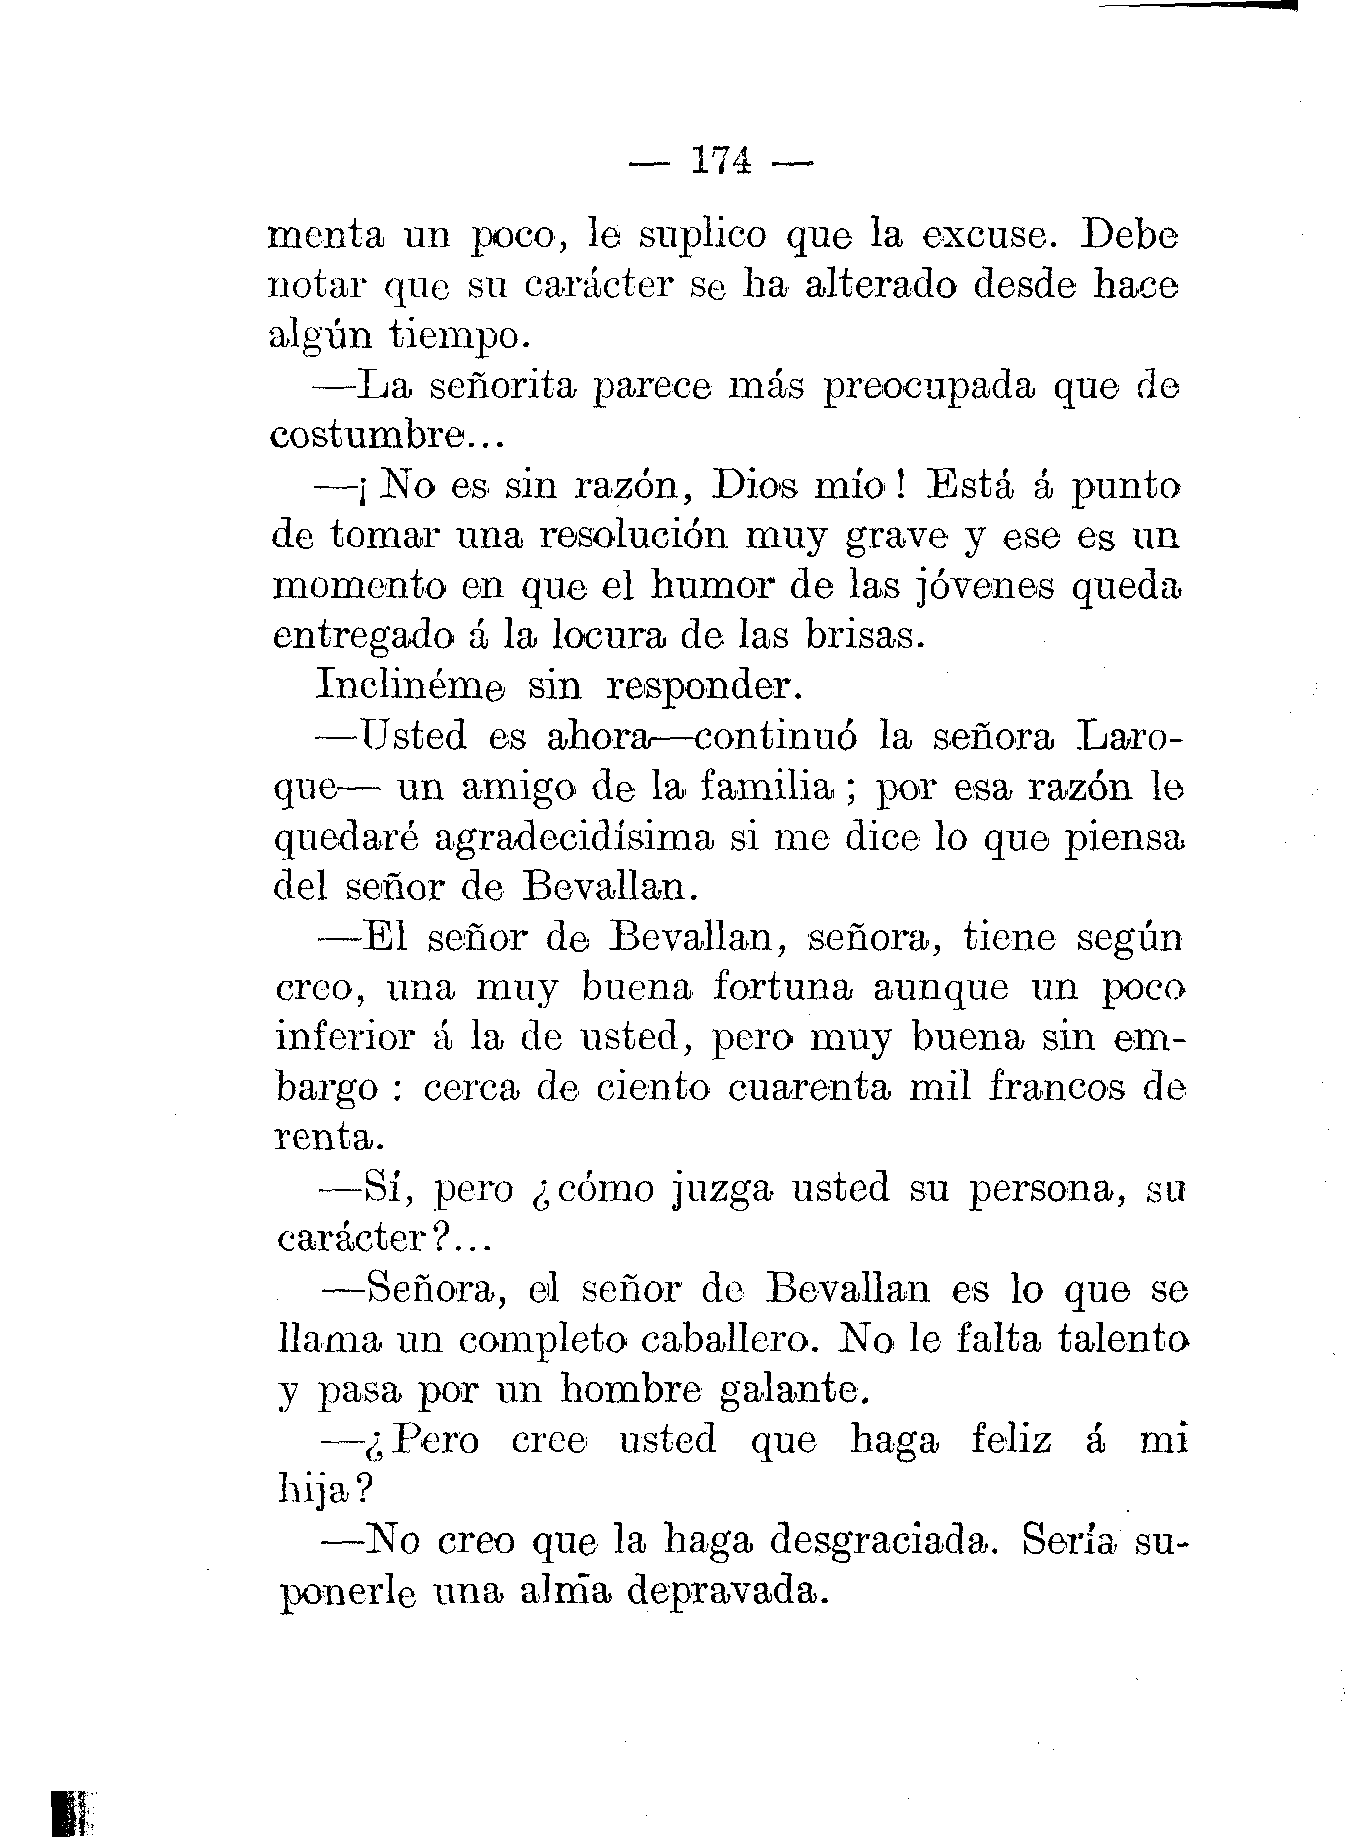 — 174 —
menta un poco, le suplico que la excuse. Debe
notar que su carácter se ha alterado desde hace
algún tiempo.
—La señorita parece más preocupada que de
costumbre...
—¡No es sin razón, Dios mío! Está á punto
de tomar una resolución muy grave y ese es un
momento en que el humor de las jóvenes queda
entregado á la locura de las brisas.
Inclinéme sin responder.
—Usted es ahora—continuó la señora Laro-
que— un amigo de la familia; por esa razón le
quedaré agradecidísima si me dice lo que piensa
del señor de Bevallan.
—El señor de Bevallan, señora, tiene según
creo, una muy buena fortuna aunque un poco
inferior á la de usted, pero muy buena sin em-
bargo: cerca de ciento cuarenta mil francos de
renta.
—Sí, pero ¿cómo juzga usted su persona, su
carácter?...
—Señora, el señor de Bevallan es lo que se
llama un completo caballero. No le falta talento
y pasa por un hombre galante.
—¿Pero cree usted que haga feliz á mi
hija?
—No creo que la haga desgraciada. Sería su-
ponerle una alma depravada.